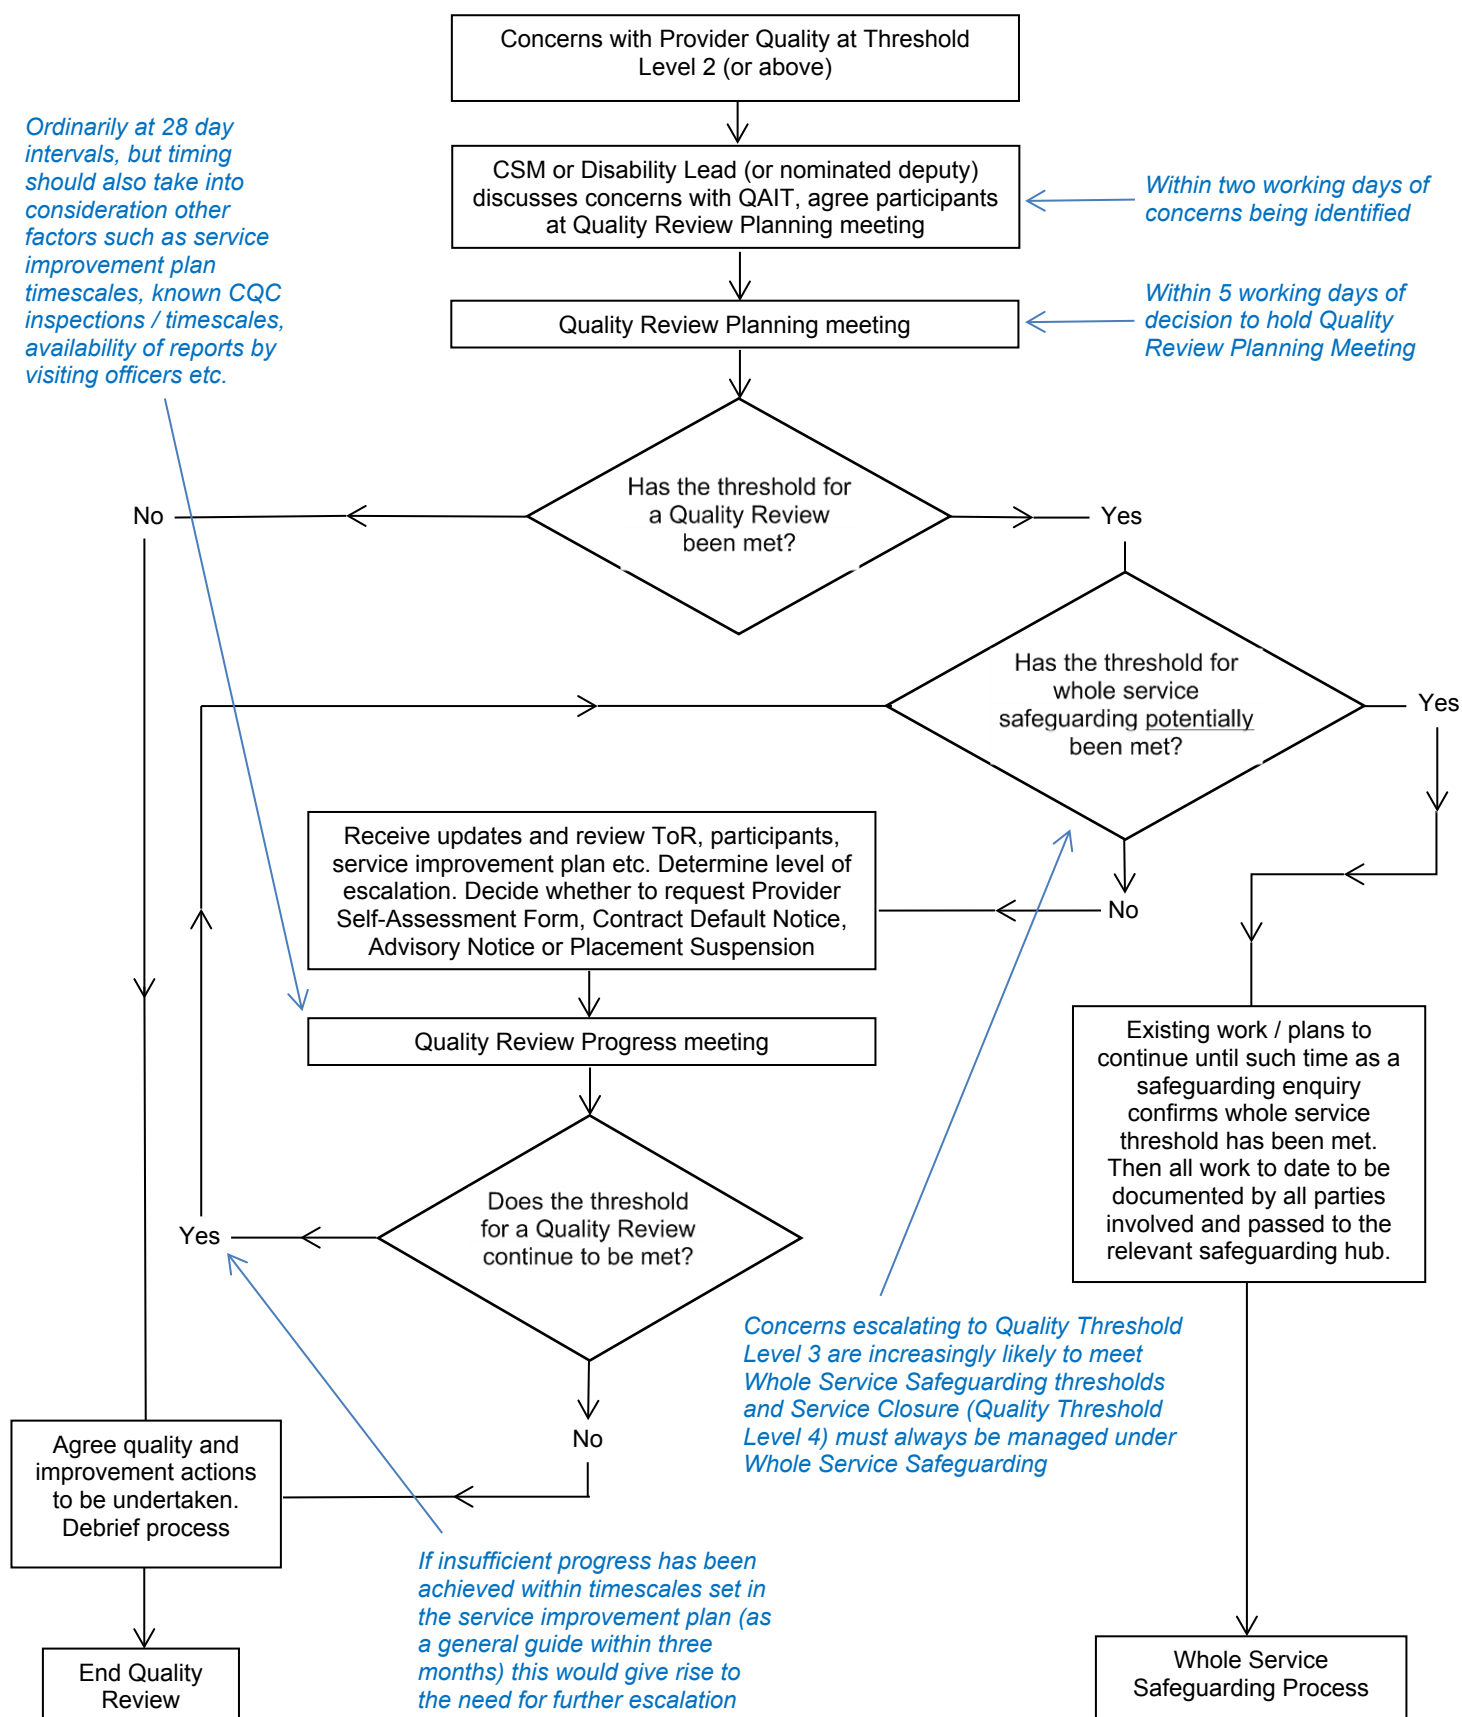 Concerns with Provider Quality at Threshold
Level 2 (or above)
Ordinarily at 28 day
intervals, but timing
should also take into
consideration other
factors such as service
improvement plan
timescales, known CQC
inspections / timescales,
availability of reports by
visiting officers etc.
CSM or Disability Lead (or nominated deputy)
discusses concerns with QAIT, agree participants
at Quality Review Planning meeting
Within two working days of
concerns being identified
Quality Review Planning meeting
Within 5 working days of
decision to hold Quality
Review Planning Meeting
Has the threshold for
a Quality Review
been met?
No
Yes
Has the threshold for
whole service
safeguarding potentially
been met?
Yes
No
Receive updates and review ToR, participants,
service improvement plan etc. Determine level of
escalation. Decide whether to request Provider
Self-Assessment Form, Contract Default Notice,
Advisory Notice or Placement Suspension
Quality Review Progress meeting
Existing work / plans to
continue until such time as a
safeguarding enquiry
confirms whole service
threshold has been met.
Then all work to date to be
documented by all parties
involved and passed to the
relevant safeguarding hub.
Does the threshold
for a Quality Review
continue to be met?
Yes
No
Concerns escalating to Quality Threshold
Level 3 are increasingly likely to meet
Whole Service Safeguarding thresholds
and Service Closure (Quality Threshold
Level 4) must always be managed under
Whole Service Safeguarding
Agree quality and
improvement actions
to be undertaken.
Debrief process
If insufficient progress has been
achieved within timescales set in
the service improvement plan (as
a general guide within three
months) this would give rise to
the need for further escalation
End Quality
Review
Whole Service
Safeguarding Process